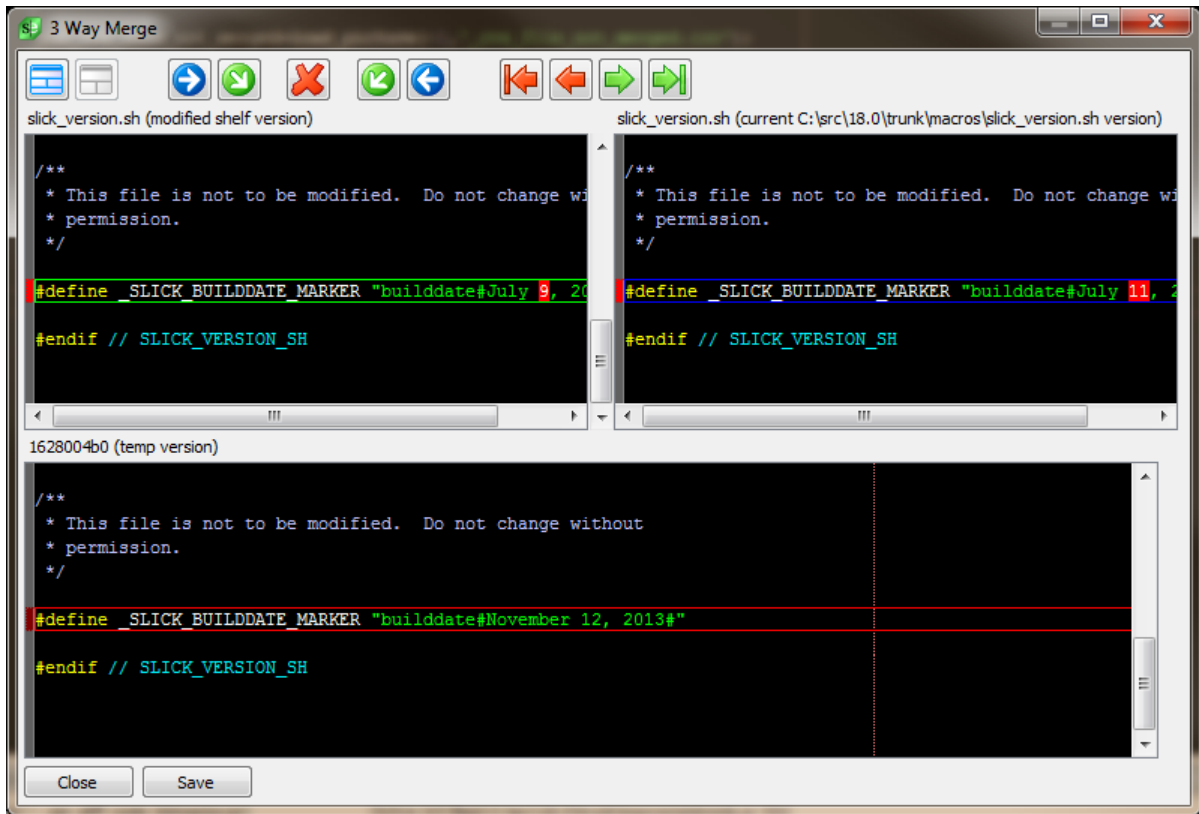 3 Way Merge
slick_version.sh (modified shelf version)
/**
* This file is not to be modified.  Do not change wi
* permission.
*/
#define _SLICK_BUILDDATE_MARKER "builddate#July 9, 20
#endif // SLICK_VERSION_SH
slick_version.sh (current C:\src\18.0\trunk\macros\slick_version.sh version)
/**
* This file is not to be modified.  Do not change wi
* permission.
*/
#define _SLICK_BUILDDATE_MARKER "builddate#July 11, 2
#endif // SLICK_VERSION_SH
1628004b0 (temp version)
/**
* This file is not to be modified.  Do not change without
* permission.
*/
#define _SLICK_BUILDDATE_MARKER "builddate#November 12, 2013#"
#endif // SLICK_VERSION_SH
Close
Save